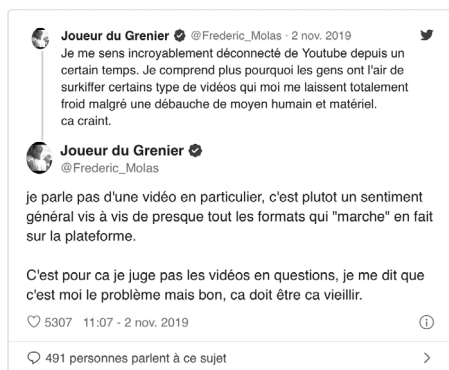 Joueur du Grenier @Frederic_Molas · 2 nov. 2019
Je me sens incroyablement déconnecté de Youtube depuis un
certain temps. Je comprend plus pourquoi les gens ont l'air de
surkiffer certains type de vidéos qui moi me laissent totalement
froid malgré une débauche de moyen humain et matériel.
ca craint.
Joueur du Grenier
@Frederic_Molas
je parle pas d'une vidéo en particulier, c'est plutot un sentiment
général vis à vis de presque tout les formats qui "marche" en fait
sur la plateforme.
C'est pour ca je juge pas les vidéos en questions, je me dit que
c'est moi le problème mais bon, ca doit être ca vieillir.
5307 11:07 - 2 nov. 2019
491 personnes parlent à ce sujet